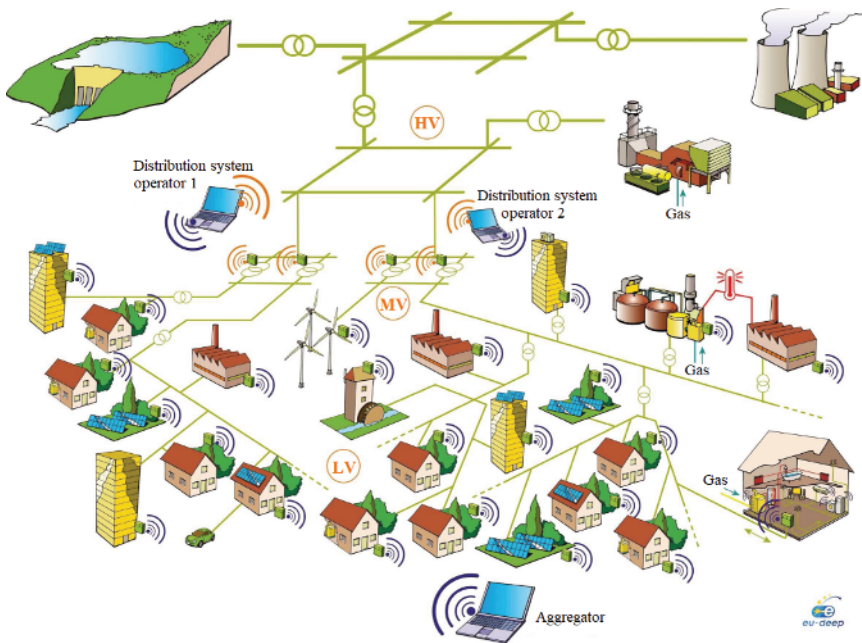 HV
Distribution system
operator 1
Distribution system
operator 2
Gas
MV
Gas
LV
Gas
Aggregator
eu-deep